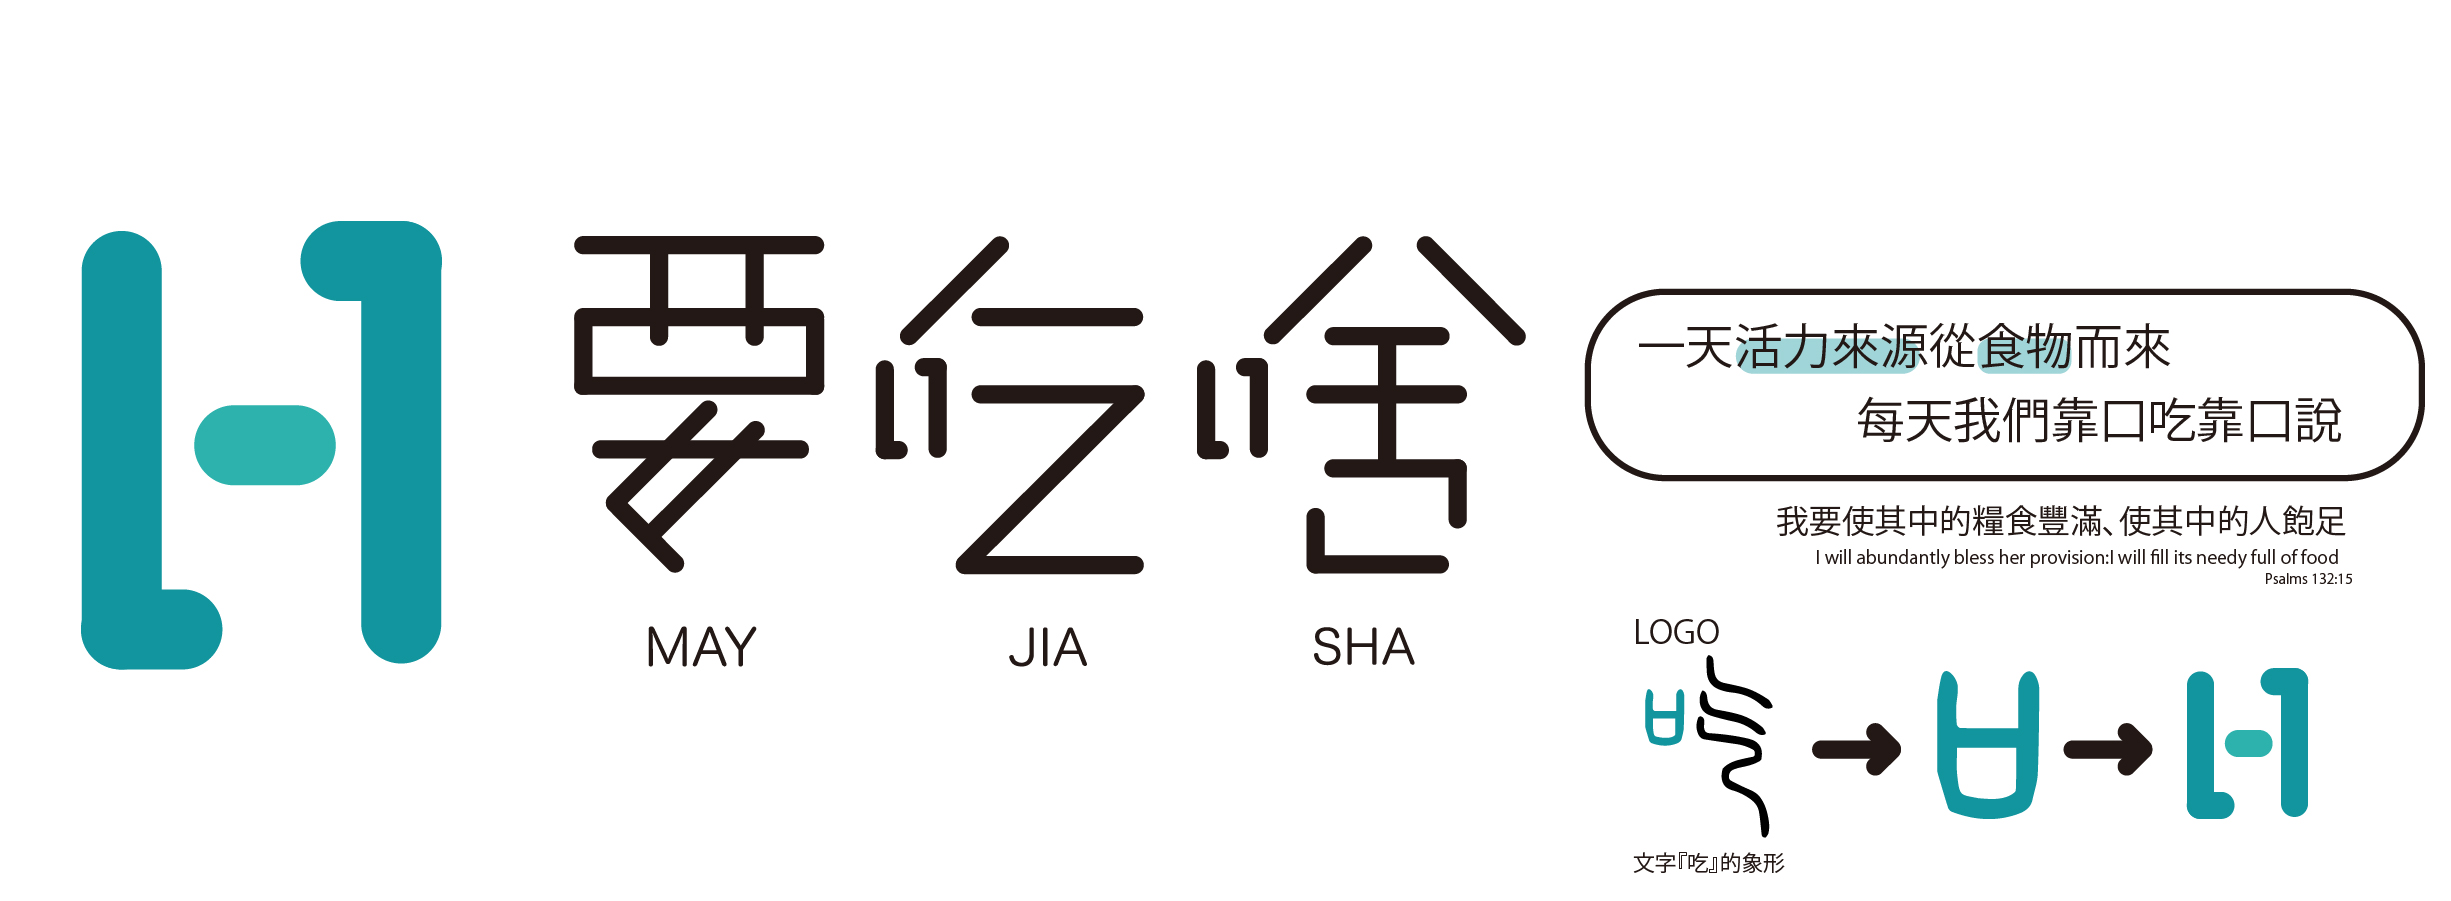 要吃啥
MAY JIA SHA
一天活力來源從食物而來
每天我們靠口吃靠口說
我要使其中的糧食豐滿、使其中的人飽足
I will abundantly bless her provision:I will fill its needy full of food
Psalms 132:15
LOGO
文字『吃』的象形